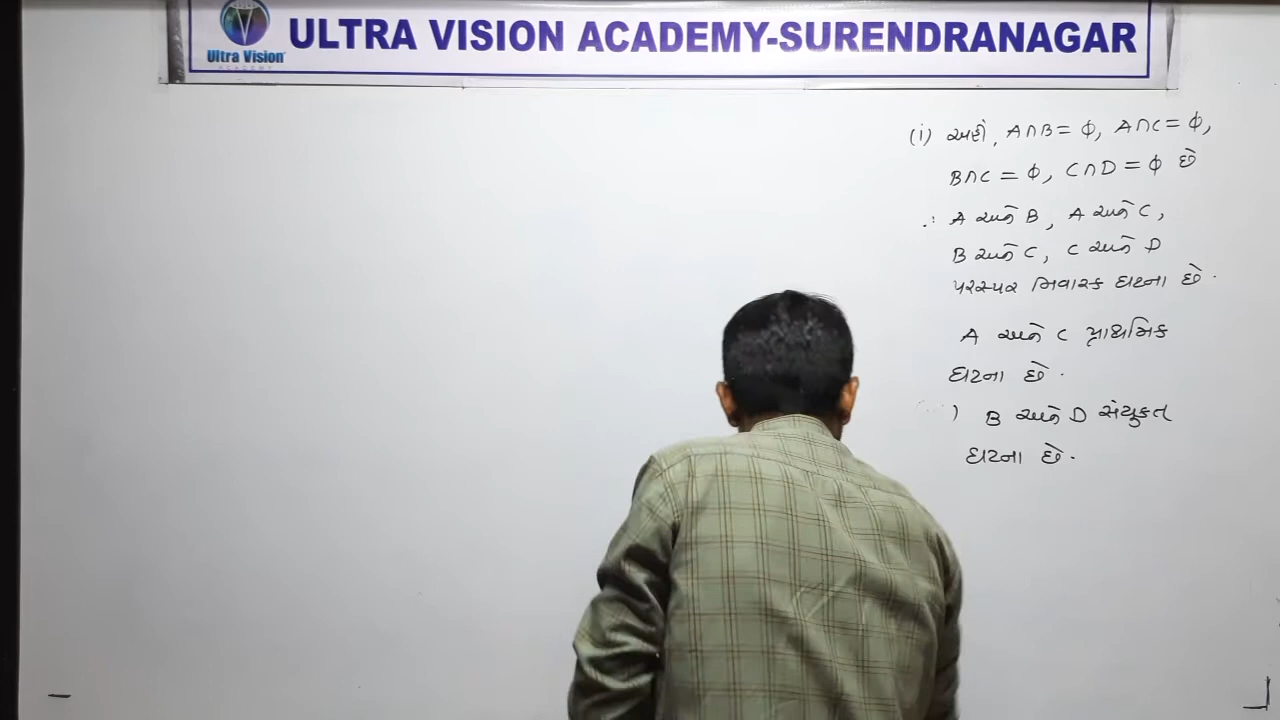 Ultra Vision
ACADEMY
ULTRA VISION ACADEMY-SURENDRANAGAR
(i) અહીં, A∩B = ϕ, A∩C = ϕ,
B∩C = ϕ, C∩D = ϕ છે
∴ A અને B, A અને C,
B અને C, C અને D
પરસ્પર નિવારક ઘટના છે.
A અને C પ્રાથમિક
ઘટના છે.
) B અને D સંયુક્ત
ઘટના છે.